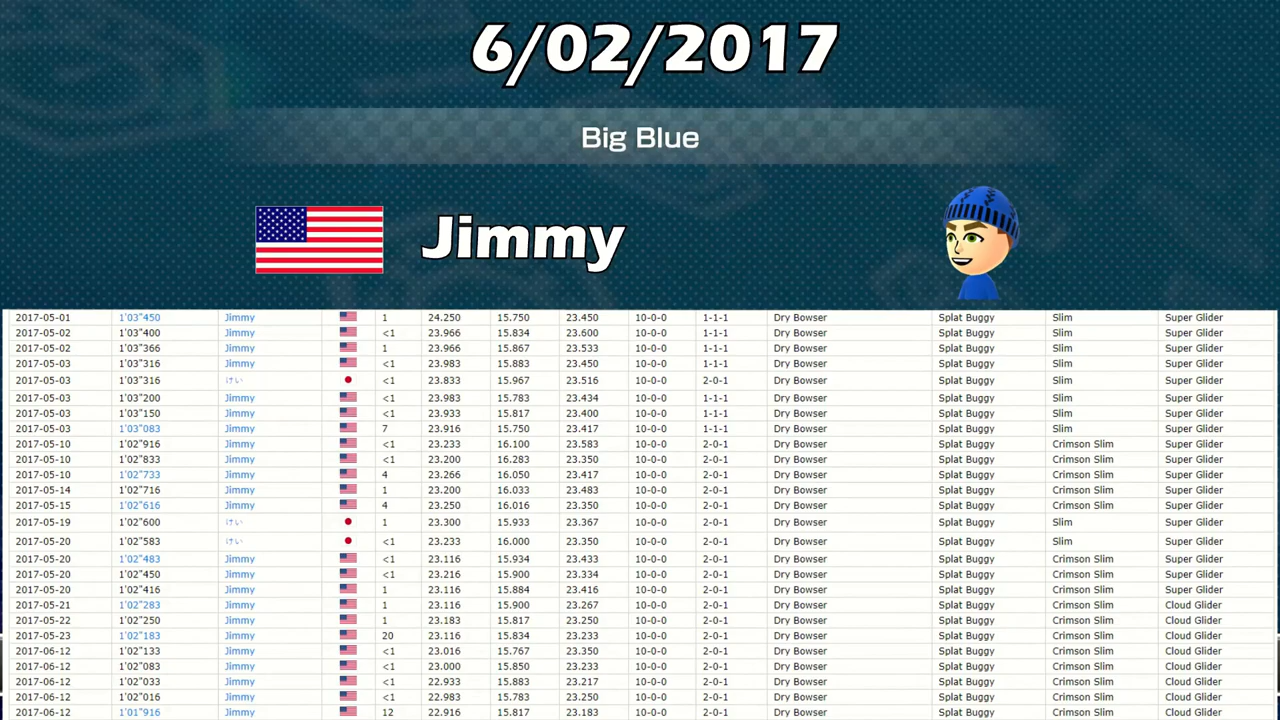 6/02/2017
Big Blue
Jimmy
2017-05-01 1'03"450 Jimmy 1 24.250 15.750 23.450 10-0-0 1-1-1 Dry Bowser Splat Buggy Slim Super Glider
2017-05-02 1'03"400 Jimmy <1 23.966 15.834 23.600 10-0-0 1-1-1 Dry Bowser Splat Buggy Slim Super Glider
2017-05-02 1'03"366 Jimmy 1 23.966 15.867 23.533 10-0-0 1-1-1 Dry Bowser Splat Buggy Slim Super Glider
2017-05-03 1'03"316 Jimmy <1 23.983 15.883 23.450 10-0-0 1-1-1 Dry Bowser Splat Buggy Slim Super Glider
2017-05-03 1'03"316 けい <1 23.833 15.967 23.516 10-0-0 2-0-1 Dry Bowser Splat Buggy Slim Super Glider
2017-05-03 1'03"200 Jimmy <1 23.983 15.783 23.434 10-0-0 1-1-1 Dry Bowser Splat Buggy Slim Super Glider
2017-05-03 1'03"150 Jimmy <1 23.933 15.817 23.400 10-0-0 1-1-1 Dry Bowser Splat Buggy Slim Super Glider
2017-05-03 1'03"083 Jimmy 7 23.916 15.750 23.417 10-0-0 1-1-1 Dry Bowser Splat Buggy Slim Super Glider
2017-05-10 1'02"916 Jimmy <1 23.233 16.100 23.583 10-0-0 2-0-1 Dry Bowser Splat Buggy Crimson Slim Super Glider
2017-05-10 1'02"833 Jimmy <1 23.200 16.283 23.350 10-0-0 2-0-1 Dry Bowser Splat Buggy Crimson Slim Super Glider
2017-05-10 1'02"733 Jimmy 4 23.266 16.050 23.417 10-0-0 2-0-1 Dry Bowser Splat Buggy Crimson Slim Super Glider
2017-05-14 1'02"716 Jimmy 1 23.200 16.033 23.483 10-0-0 2-0-1 Dry Bowser Splat Buggy Crimson Slim Super Glider
2017-05-15 1'02"616 Jimmy 4 23.250 16.016 23.350 10-0-0 2-0-1 Dry Bowser Splat Buggy Crimson Slim Super Glider
2017-05-19 1'02"600 けい 1 23.300 15.933 23.367 10-0-0 2-0-1 Dry Bowser Splat Buggy Slim Super Glider
2017-05-20 1'02"583 けい <1 23.233 16.000 23.350 10-0-0 2-0-1 Dry Bowser Splat Buggy Slim Super Glider
2017-05-20 1'02"483 Jimmy <1 23.116 15.934 23.433 10-0-0 2-0-1 Dry Bowser Splat Buggy Crimson Slim Super Glider
2017-05-20 1'02"450 Jimmy <1 23.216 15.900 23.334 10-0-0 2-0-1 Dry Bowser Splat Buggy Crimson Slim Super Glider
2017-05-20 1'02"416 Jimmy 1 23.116 15.884 23.416 10-0-0 2-0-1 Dry Bowser Splat Buggy Crimson Slim Super Glider
2017-05-21 1'02"283 Jimmy 1 23.116 15.900 23.267 10-0-0 2-0-1 Dry Bowser Splat Buggy Crimson Slim Cloud Glider
2017-05-22 1'02"250 Jimmy 1 23.183 15.817 23.250 10-0-0 2-0-1 Dry Bowser Splat Buggy Crimson Slim Cloud Glider
2017-05-23 1'02"183 Jimmy 20 23.116 15.834 23.233 10-0-0 2-0-1 Dry Bowser Splat Buggy Crimson Slim Cloud Glider
2017-06-12 1'02"133 Jimmy <1 23.016 15.767 23.350 10-0-0 2-0-1 Dry Bowser Splat Buggy Crimson Slim Cloud Glider
2017-06-12 1'02"083 Jimmy <1 23.000 15.850 23.233 10-0-0 2-0-1 Dry Bowser Splat Buggy Crimson Slim Cloud Glider
2017-06-12 1'02"033 Jimmy <1 22.933 15.883 23.217 10-0-0 2-0-1 Dry Bowser Splat Buggy Crimson Slim Cloud Glider
2017-06-12 1'02"016 Jimmy <1 22.983 15.783 23.250 10-0-0 2-0-1 Dry Bowser Splat Buggy Crimson Slim Cloud Glider
2017-06-12 1'01"916 Jimmy 12 22.916 15.817 23.183 10-0-0 2-0-1 Dry Bowser Splat Buggy Crimson Slim Cloud Glider